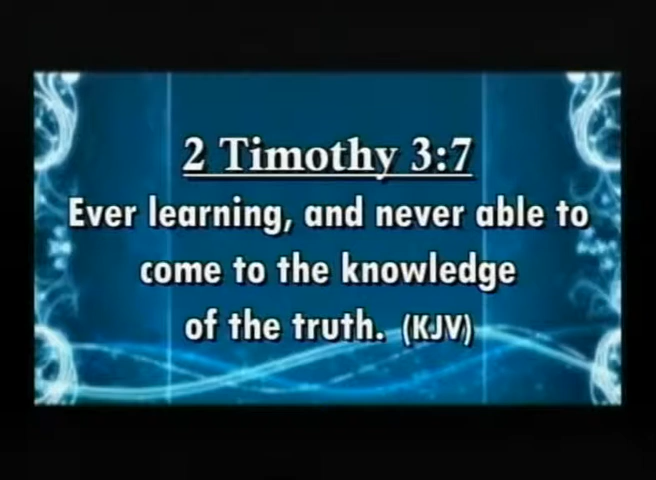 2 Timothy 3:7
Ever learning, and never able to
come to the knowledge
of the truth. (KJV)